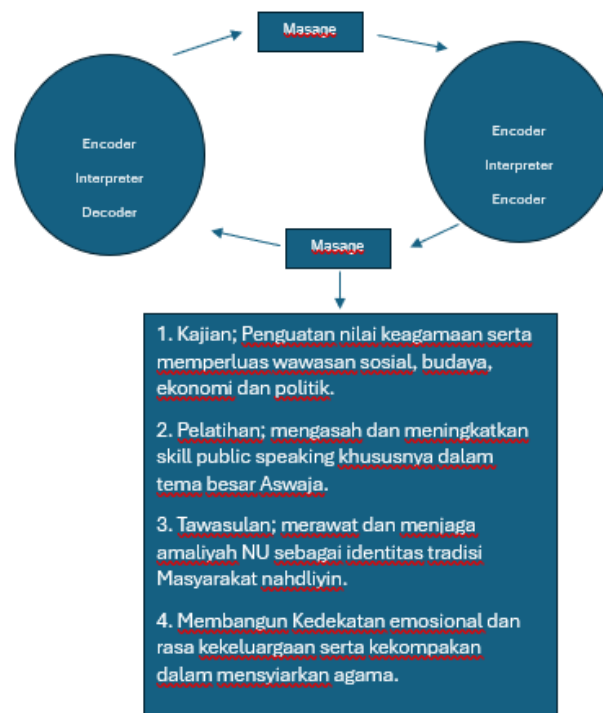 Masage
Encoder
Interpreter
Decoder
Encoder
Interpreter
Encoder
Masage
1. Kajian; Penguatan nilai keagamaan serta
memperluas wawasan sosial, budaya,
ekonomi dan politik.
2. Pelatihan; mengasah dan meningkatkan
skill public speaking khususnya dalam
tema besar Aswaja.
3. Tawasulan; merawat dan menjaga
amaliyah NU sebagai identitas tradisi
Masyarakat nahdliyin.
4. Membangun Kedekatan emosional dan
rasa kekeluargaan serta kekompakan
dalam mensyiarkan agama.